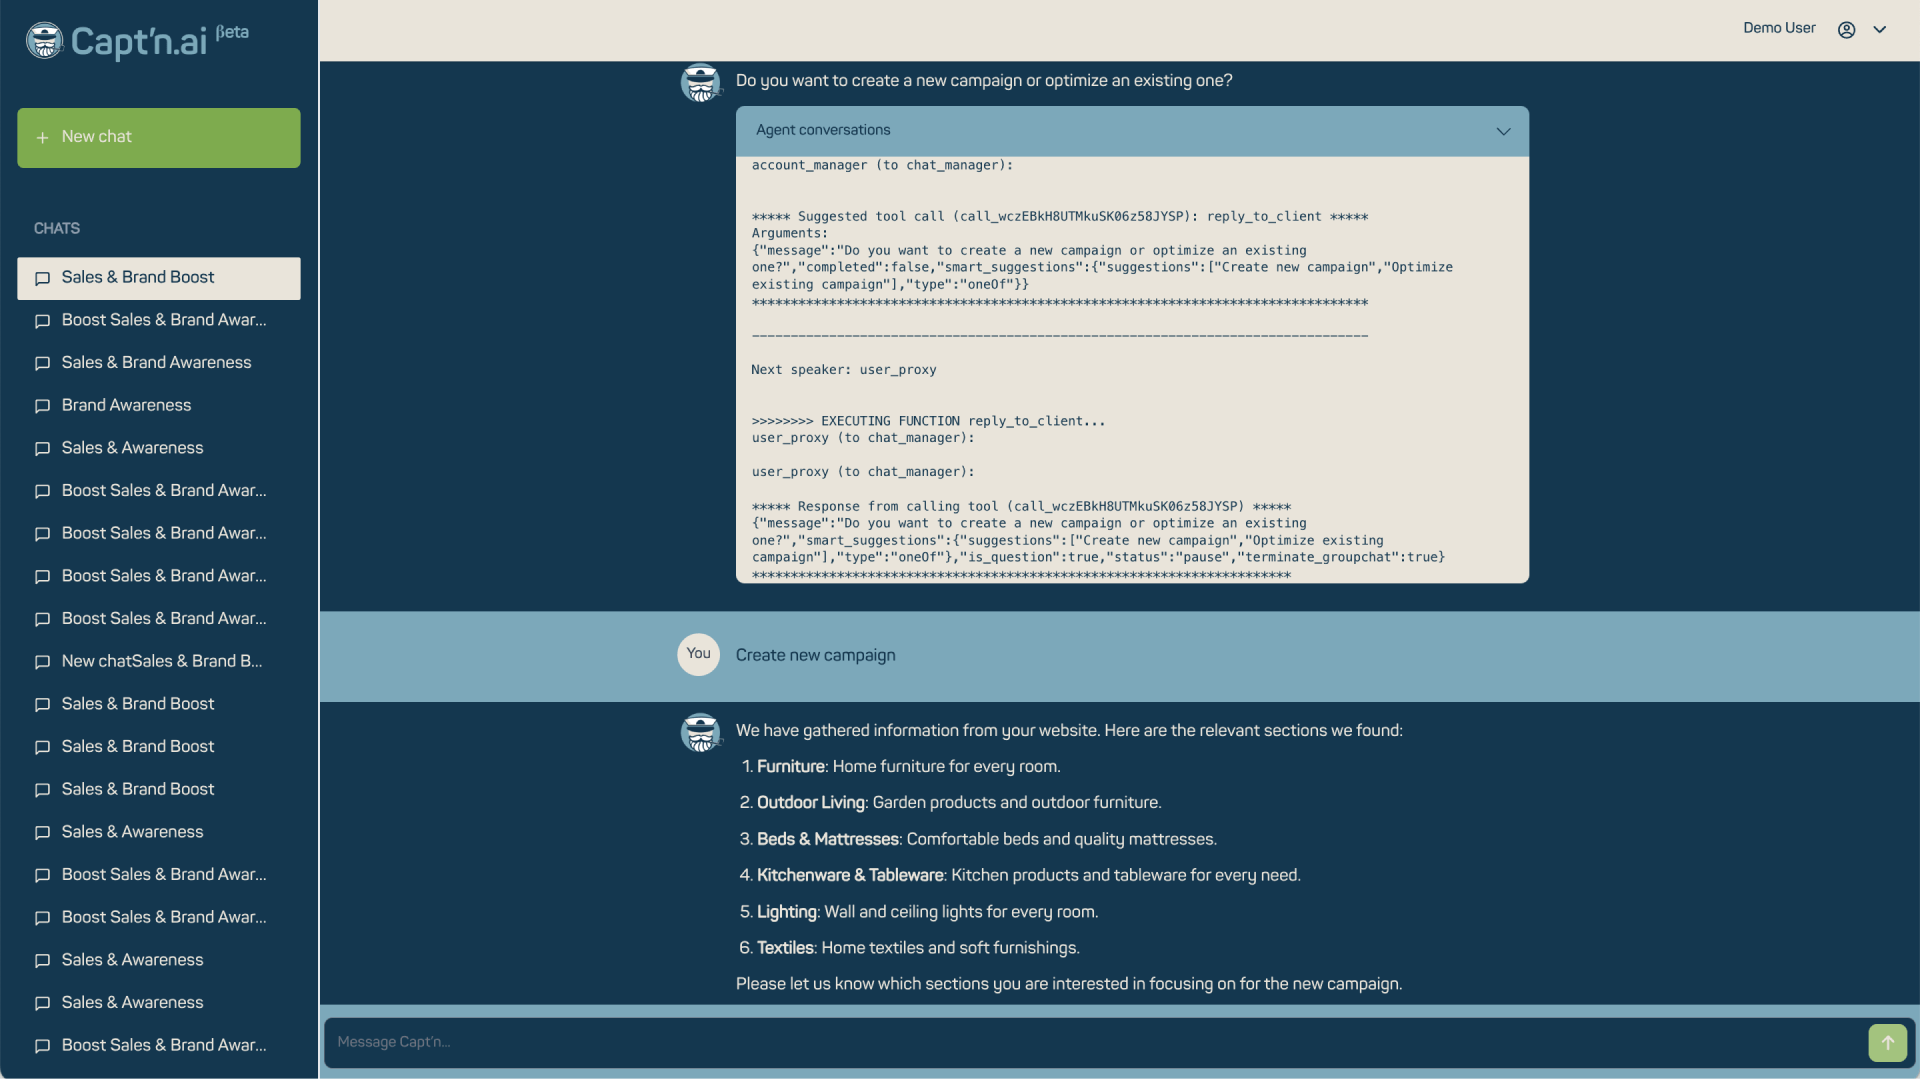 Capt'n.ai βeta
Demo User
+ New chat
CHATS
Sales & Brand Boost
Boost Sales & Brand Awar...
Sales & Brand Awareness
Brand Awareness
Sales & Awareness
Boost Sales & Brand Awar...
Boost Sales & Brand Awar...
Boost Sales & Brand Awar...
Boost Sales & Brand Awar...
New chatSales & Brand B...
Sales & Brand Boost
Sales & Brand Boost
Sales & Brand Boost
Sales & Awareness
Boost Sales & Brand Awar...
Boost Sales & Brand Awar...
Sales & Awareness
Sales & Awareness
Boost Sales & Brand Awar...
Do you want to create a new campaign or optimize an existing one?
Agent conversations
account_manager (to chat_manager):
***** Suggested tool call (call_wczEBkH8UTMkuSK06z58JYSP): reply_to_client *****
Arguments:
{"message":"Do you want to create a new campaign or optimize an existing
one?","completed":false,"smart_suggestions":{"suggestions":["Create new campaign","Optimize
existing campaign"],"type":"oneOf"}}
********************************************************************************
--------------------------------------------------------------------------------
Next speaker: user_proxy
>>>>>>>> EXECUTING FUNCTION reply_to_client...
user_proxy (to chat_manager):
user_proxy (to chat_manager):
***** Response from calling tool (call_wczEBkH8UTMkuSK06z58JYSP) *****
{"message":"Do you want to create a new campaign or optimize an existing
one?","smart_suggestions":{"suggestions":["Create new campaign","Optimize existing
campaign"],"type":"oneOf"},"is_question":true,"status":"pause","terminate_groupchat":true}
**********************************************************************
You
Create new campaign
We have gathered information from your website. Here are the relevant sections we found:
1. Furniture: Home furniture for every room.
2. Outdoor Living: Garden products and outdoor furniture.
3. Beds & Mattresses: Comfortable beds and quality mattresses.
4. Kitchenware & Tableware: Kitchen products and tableware for every need.
5. Lighting: Wall and ceiling lights for every room.
6. Textiles: Home textiles and soft furnishings.
Please let us know which sections you are interested in focusing on for the new campaign.
Message Capt'n...